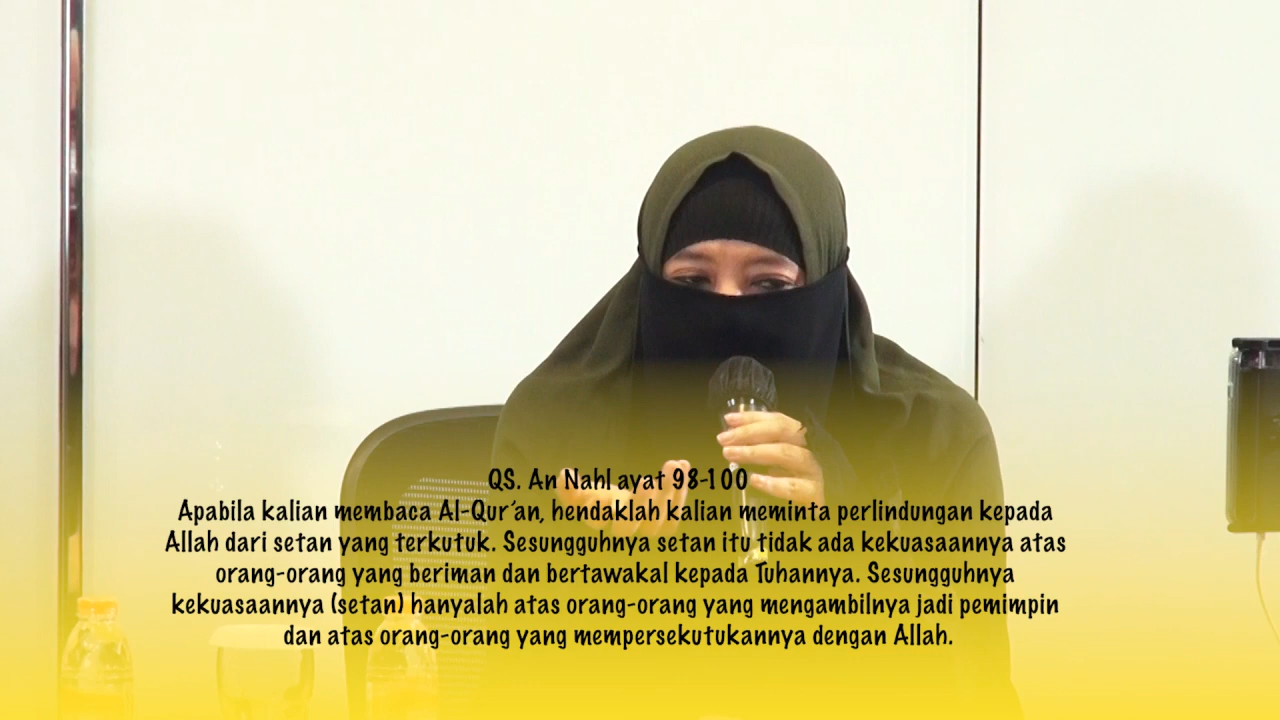 QS. An Nahl ayat 98-100
Apabila kalian membaca Al-Qur'an, hendaklah kalian meminta perlindungan kepada
Allah dari setan yang terkutuk. Sesungguhnya setan itu tidak ada kekuasaannya atas
orang-orang yang beriman dan bertawakal kepada Tuhannya. Sesungguhnya
kekuasaannya (setan) hanyalah atas orang-orang yang mengambilnya jadi pemimpin
dan atas orang-orang yang mempersekutukannya dengan Allah.